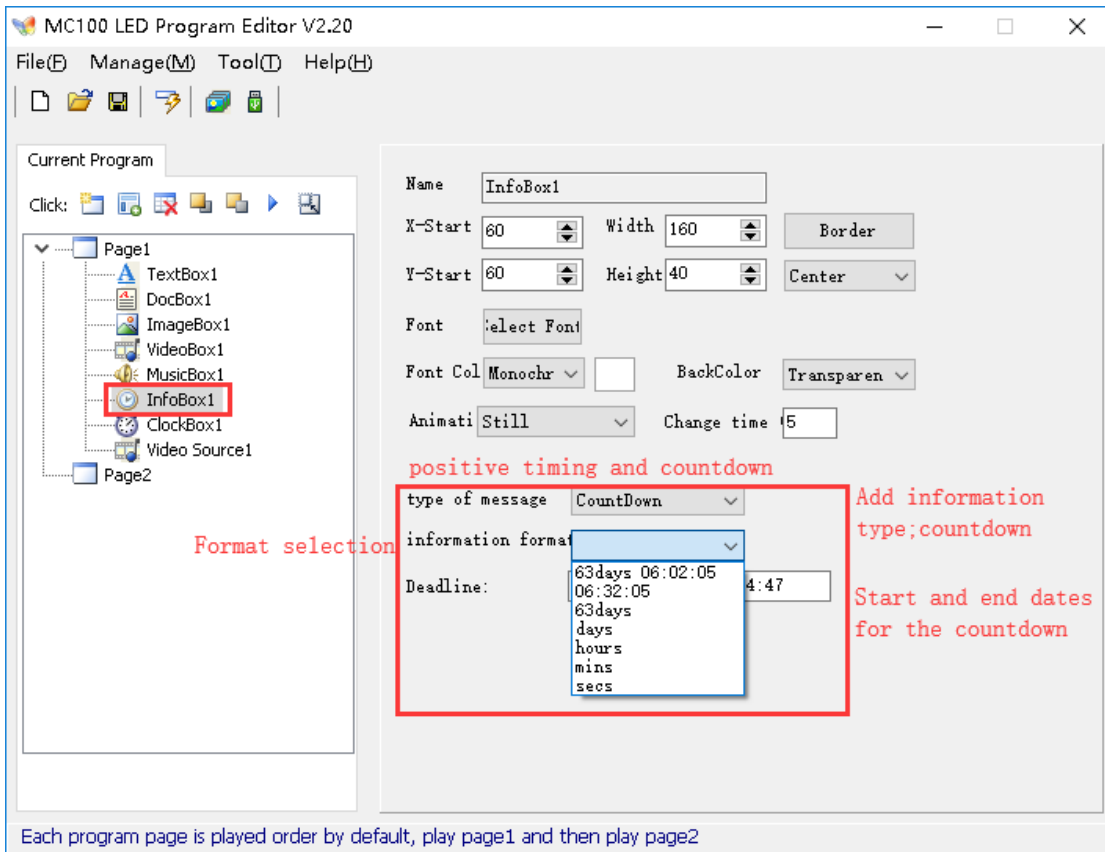 MC100 LED Program Editor V2.20
File(F) Manage(M) Tool(T) Help(H)
Current Program
Click:
Page1
TextBox1
DocBox1
ImageBox1
VideoBox1
MusicBox1
InfoBox1
ClockBox1
Video Source1
Page2
Name InfoBox1
X-Start 60 Width 160 Border
Y-Start 60 Height 40 Center
Font Select Font
Font Col Monochr BackColor Transparen
Animati Still Change time 5
positive timing and countdown
type of message CountDown
Add information
type;countdown
Format selection
information format
63days 06:02:05
06:32:05
63days
days
hours
mins
secs
Deadline: 4:47
Start and end dates
for the countdown
Each program page is played order by default, play page1 and then play page2